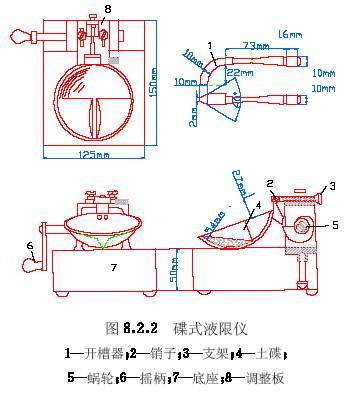 8
1
16mm
73mm
10mm
10mm
22mm
10mm
10mm
2mm
150mm
125mm
27mm
4
2
3
54mm
5
6
7
50mm
图 8.2.2 碟式液限仪
1—开槽器;2—销子;3—支架;4—土碟;
5—蜗轮;6—摇柄;7—底座;8—调整板